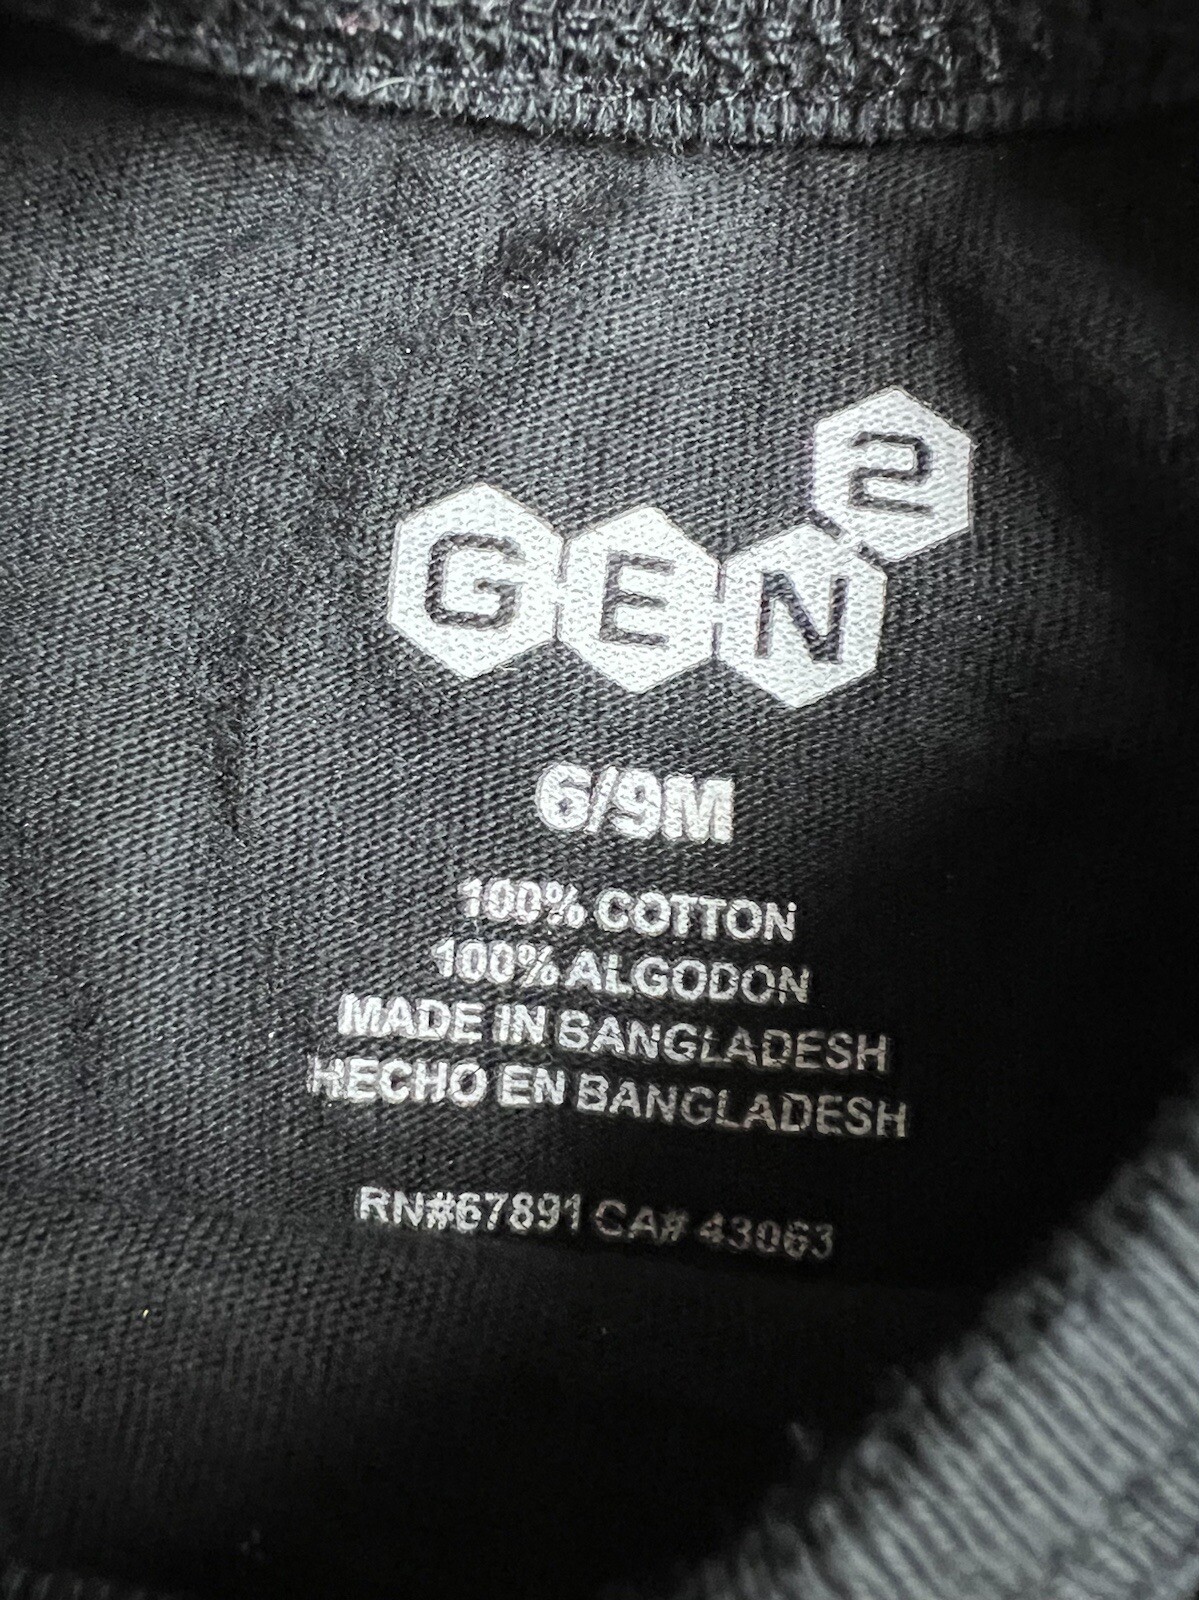 GEN2
6/9M
100% COTTON
100% ALGODON
MADE IN BANGLADESH
HECHO EN BANGLADESH
RN#67891 CA# 43063